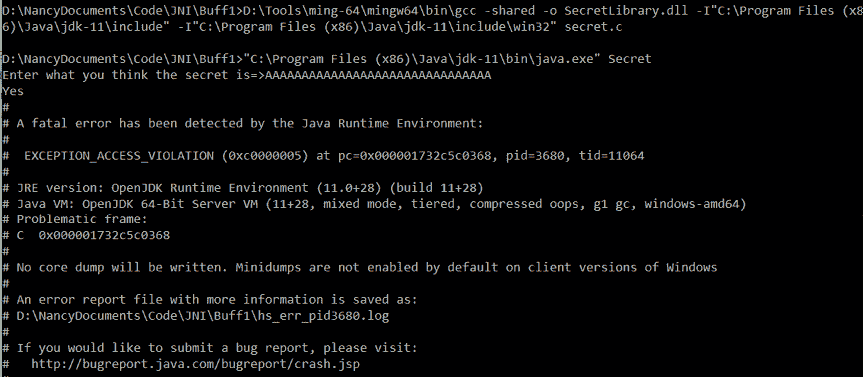 D:\NancyDocuments\Code\JNI\Buff1>D:\Tools\ming-64\mingw64\bin\gcc -shared -o SecretLibrary.dll -I"C:\Program Files (x8
6)\Java\jdk-11\include" -I"C:\Program Files (x86)\Java\jdk-11\include\win32" secret.c
D:\NancyDocuments\Code\JNI\Buff1>"C:\Program Files (x86)\Java\jdk-11\bin\java.exe" Secret
Enter what you think the secret is=>AAAAAAAAAAAAAAAAAAAAAAAAAAAAAAAA
Yes
#
# A fatal error has been detected by the Java Runtime Environment:
#
#  EXCEPTION_ACCESS_VIOLATION (0xc0000005) at pc=0x000001732c5c0368, pid=3680, tid=11064
#
# JRE version: OpenJDK Runtime Environment (11.0+28) (build 11+28)
# Java VM: OpenJDK 64-Bit Server VM (11+28, mixed mode, tiered, compressed oops, g1 gc, windows-amd64)
# Problematic frame:
# C  0x000001732c5c0368
#
# No core dump will be written. Minidumps are not enabled by default on client versions of Windows
#
# An error report file with more information is saved as:
# D:\NancyDocuments\Code\JNI\Buff1\hs_err_pid3680.log
#
# If you would like to submit a bug report, please visit:
#   http://bugreport.java.com/bugreport/crash.jsp
#